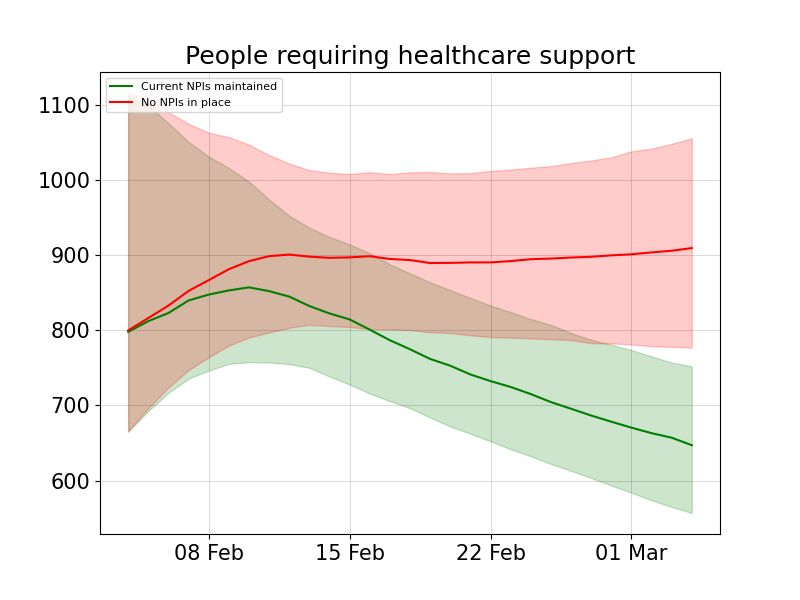 People requiring healthcare support
Current NPIs maintained
No NPIs in place
1100
1000
900
800
700
600
08 Feb 15 Feb 22 Feb 01 Mar